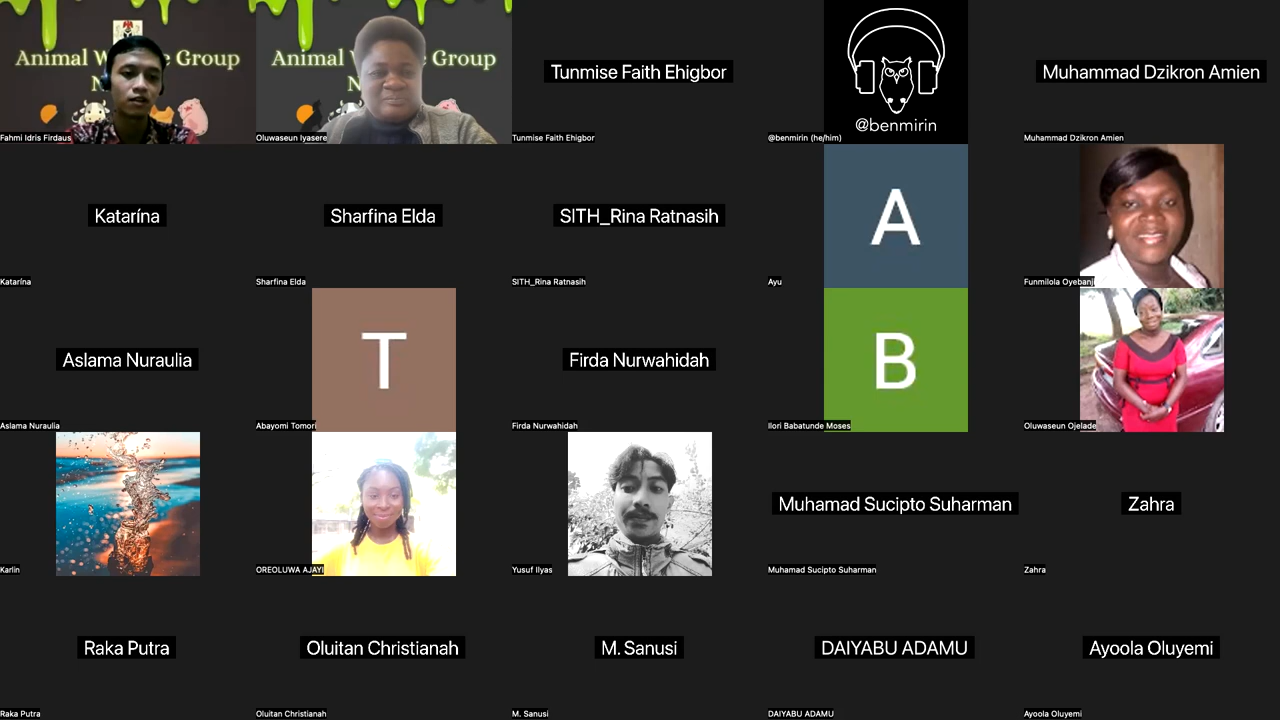 Animal W e Group
N
Fahmi Idris Firdaus
Animal W e Group
N
Oluwaseun Iyasere
Tunmise Faith Ehigbor
Tunmise Faith Ehigbor
@benmirin
@benmirin (he/him)
Muhammad Dzikron Amien
Muhammad Dzikron Amien
Katarína
Katarína
Sharfina Elda
Sharfina Elda
SITH_Rina Ratnasih
SITH_Rina Ratnasih
A
Ayu
Funmilola Oyebanji
Aslama Nuraulia
Aslama Nuraulia
T
Abayomi Tomori
Firda Nurwahidah
Firda Nurwahidah
B
Ilori Babatunde Moses
Oluwaseun Ojelade
Karlin
OREOLUWA AJAYI
Yusuf Ilyas
Muhamad Sucipto Suharman
Muhamad Sucipto Suharman
Zahra
Zahra
Raka Putra
Raka Putra
Oluitan Christianah
Oluitan Christianah
M. Sanusi
M. Sanusi
DAIYABU ADAMU
DAIYABU ADAMU
Ayoola Oluyemi
Ayoola Oluyemi